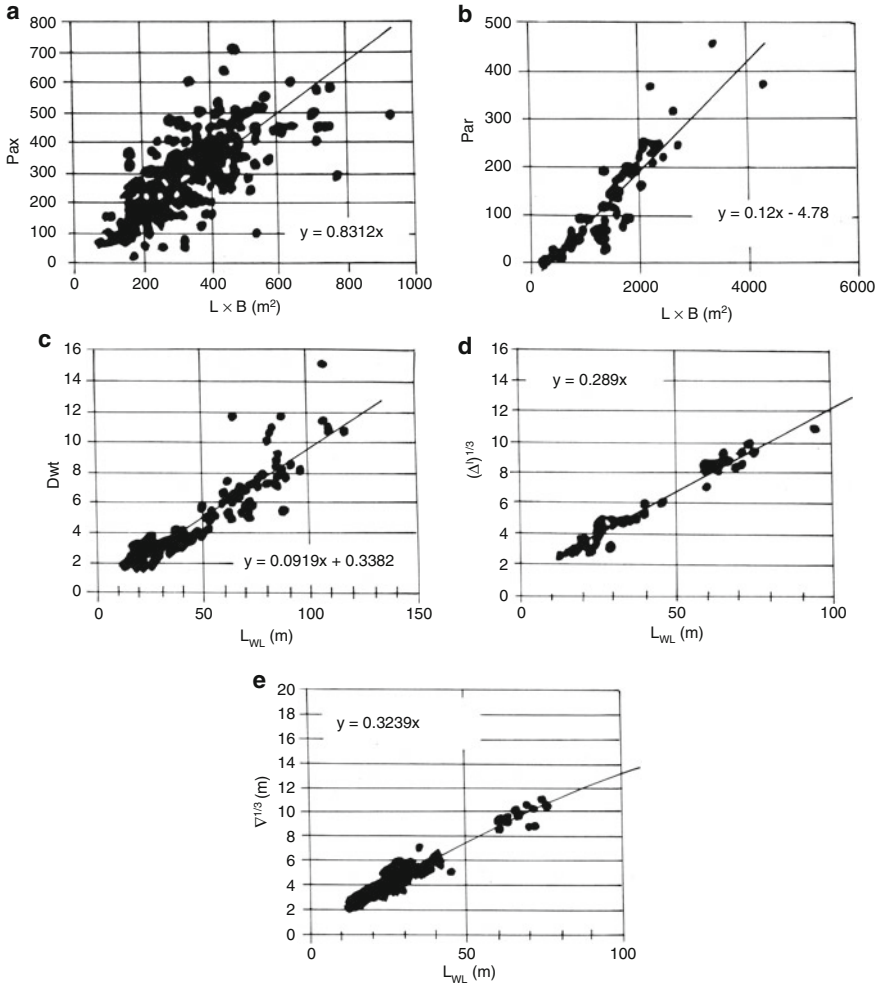 a
800
700
600
500
400
300
200
100
0
Pax
y = 0.8312x
0 200 400 600 800 1000
L × B (m²)
b
500
400
300
200
100
0
Par
y = 0.12x - 4.78
0 2000 4000 6000
L × B (m²)
c
16
14
12
10
8
6
4
2
0
Dwt
y = 0.0919x + 0.3382
0 50 100 150
L_WL (m)
d
16
14
12
10
8
6
4
2
0
y = 0.289x
0 50 100
L_WL (m)
e
20
18
16
14
12
10
8
6
4
2
0
∇^1/3 (m)
y = 0.3239x
0 50 100
L_WL (m)